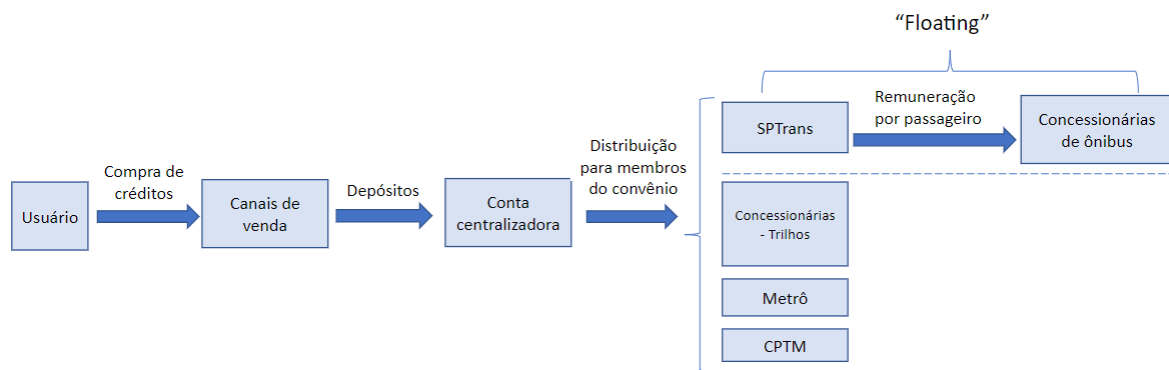 “Floating”
Usuário
Compra de
créditos
Canais de
venda
Depósitos
Conta
centralizadora
Distribuição
para membros
do convênio
SPTrans
Remuneração
por passageiro
Concessionárias
de ônibus
Concessionárias
- Trilhos
Metrô
CPTM